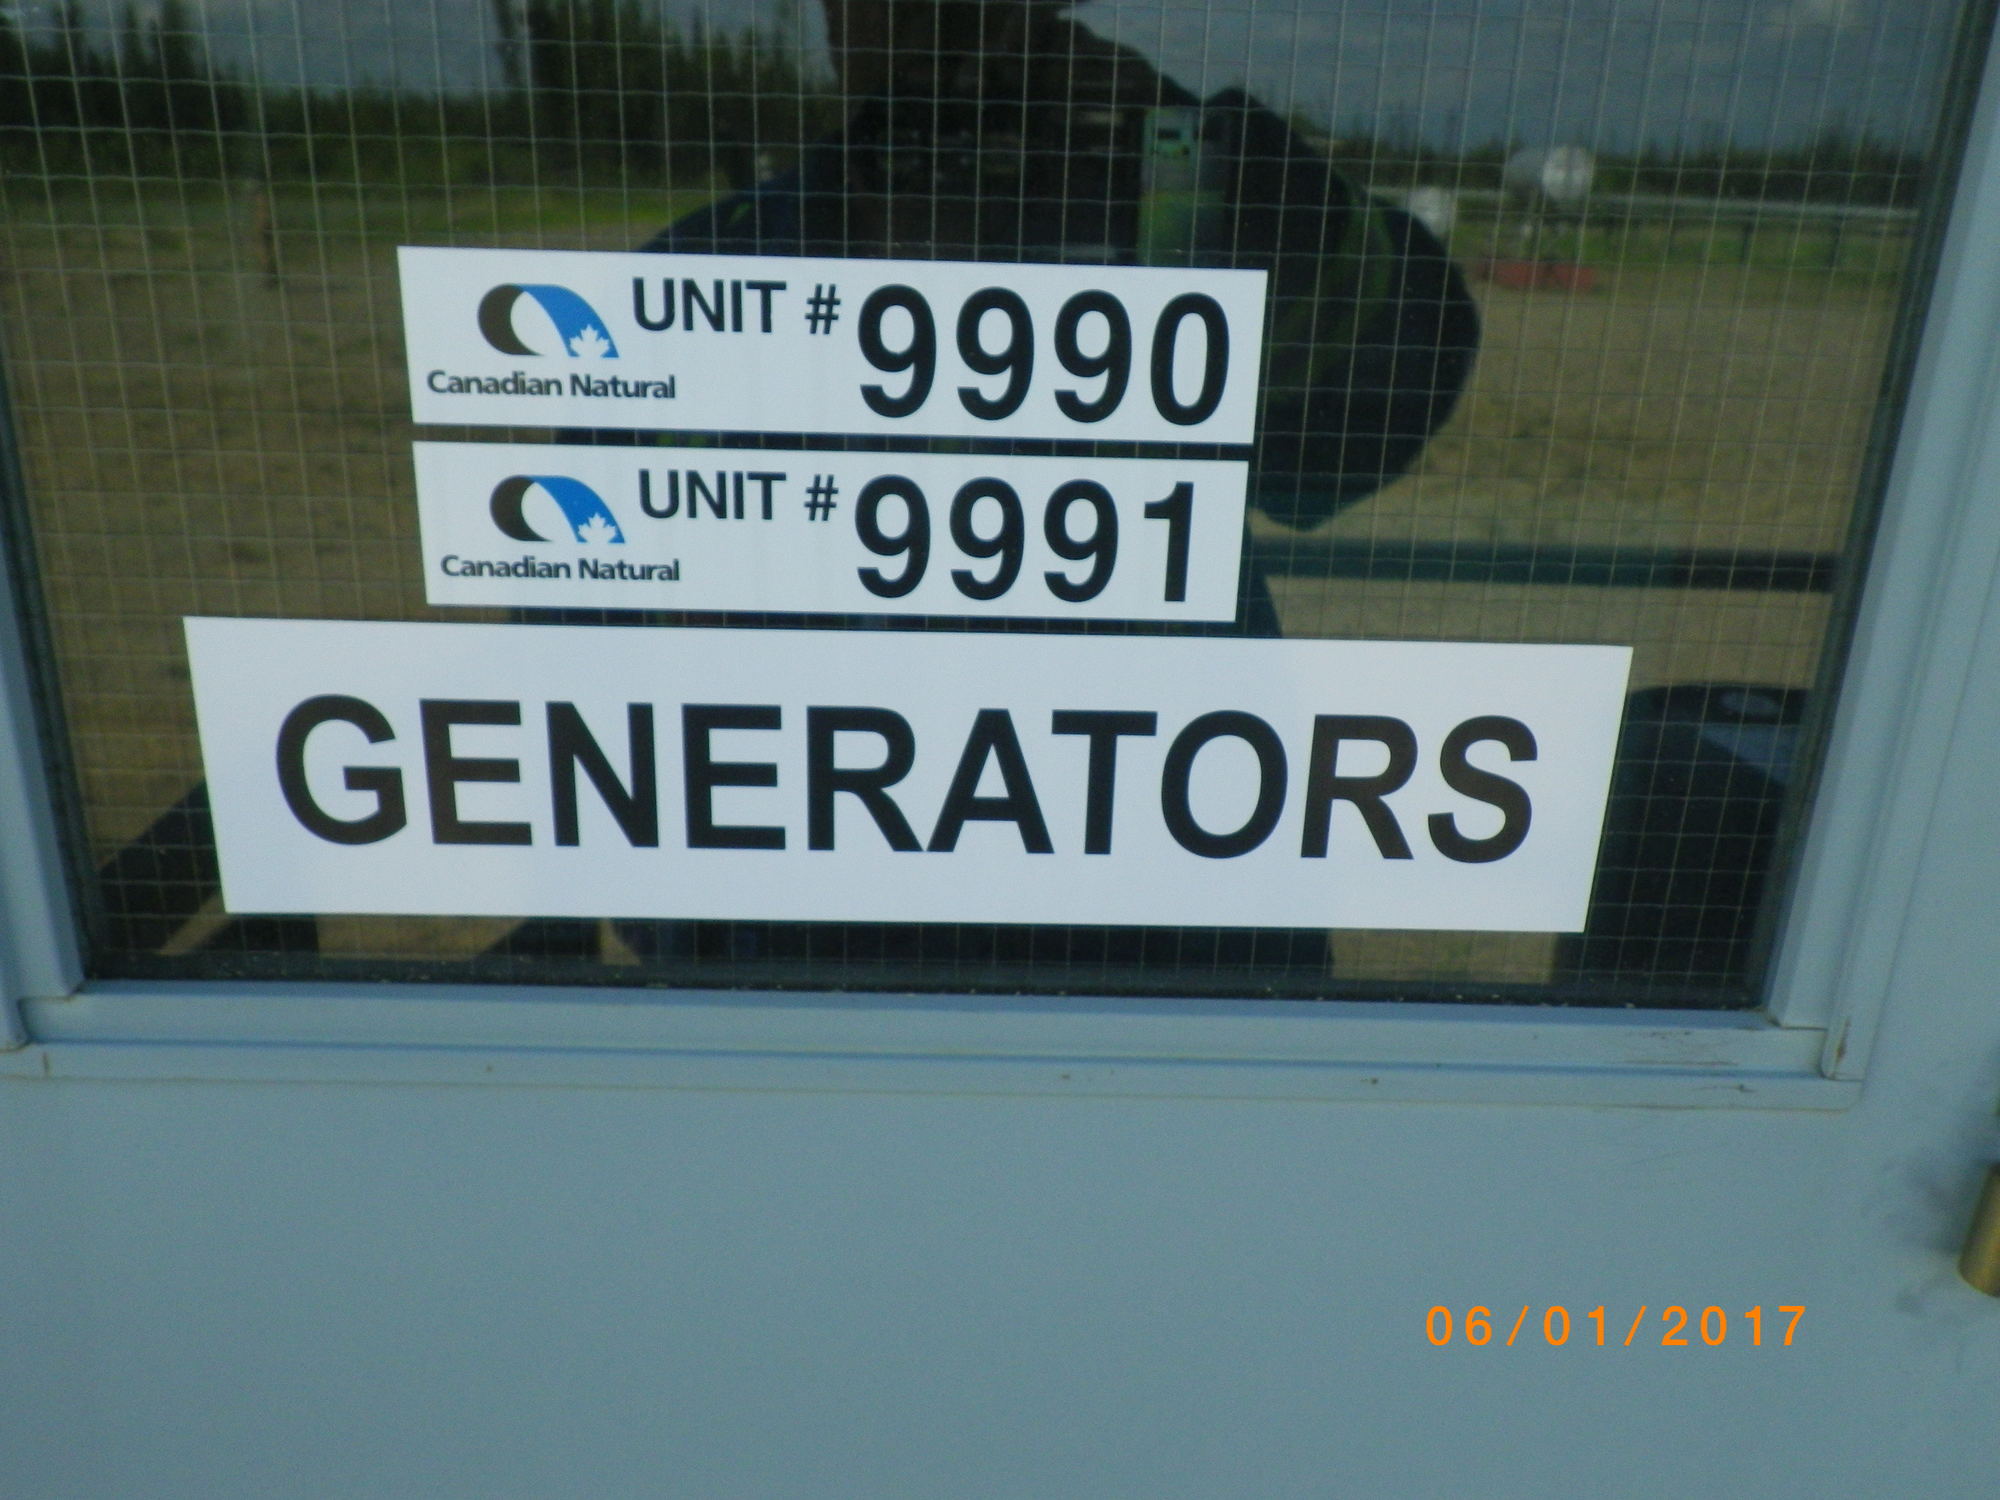 UNIT # 9990
Canadian Natural
UNIT # 9991
Canadian Natural
GENERATORS
06/01/2017